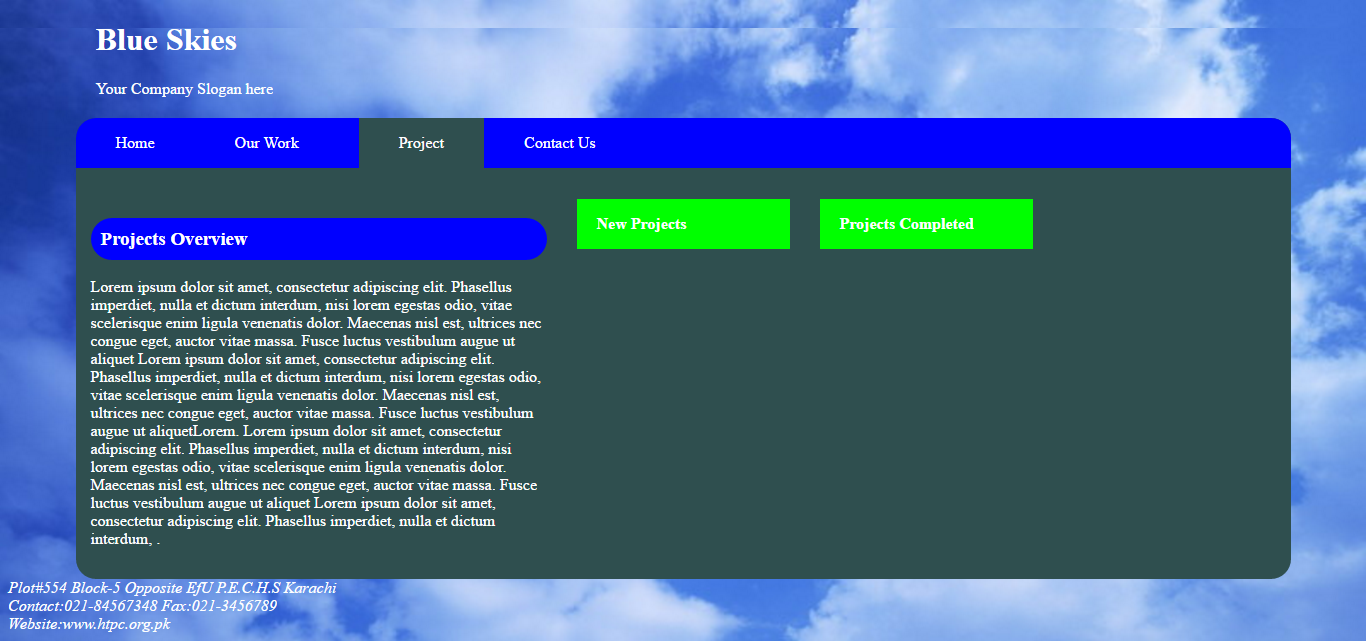 Blue Skies
Your Company Slogan here
Home Our Work Project Contact Us
Projects Overview
Lorem ipsum dolor sit amet, consectetur adipiscing elit. Phasellus
imperdiet, nulla et dictum interdum, nisi lorem egestas odio, vitae
scelerisque enim ligula venenatis dolor. Maecenas nisl est, ultrices nec
congue eget, auctor vitae massa. Fusce luctus vestibulum augue ut
aliquet Lorem ipsum dolor sit amet, consectetur adipiscing elit.
Phasellus imperdiet, nulla et dictum interdum, nisi lorem egestas odio,
vitae scelerisque enim ligula venenatis dolor. Maecenas nisl est,
ultrices nec congue eget, auctor vitae massa. Fusce luctus vestibulum
augue ut aliquetLorem. Lorem ipsum dolor sit amet, consectetur
adipiscing elit. Phasellus imperdiet, nulla et dictum interdum, nisi
lorem egestas odio, vitae scelerisque enim ligula venenatis dolor.
Maecenas nisl est, ultrices nec congue eget, auctor vitae massa. Fusce
luctus vestibulum augue ut aliquet Lorem ipsum dolor sit amet,
consectetur adipiscing elit. Phasellus imperdiet, nulla et dictum
interdum, .
New Projects
Projects Completed
Plot#554 Block-5 Opposite EfU P.E.C.H.S Karachi
Contact:021-84567348 Fax:021-3456789
Website:www.htpc.org.pk